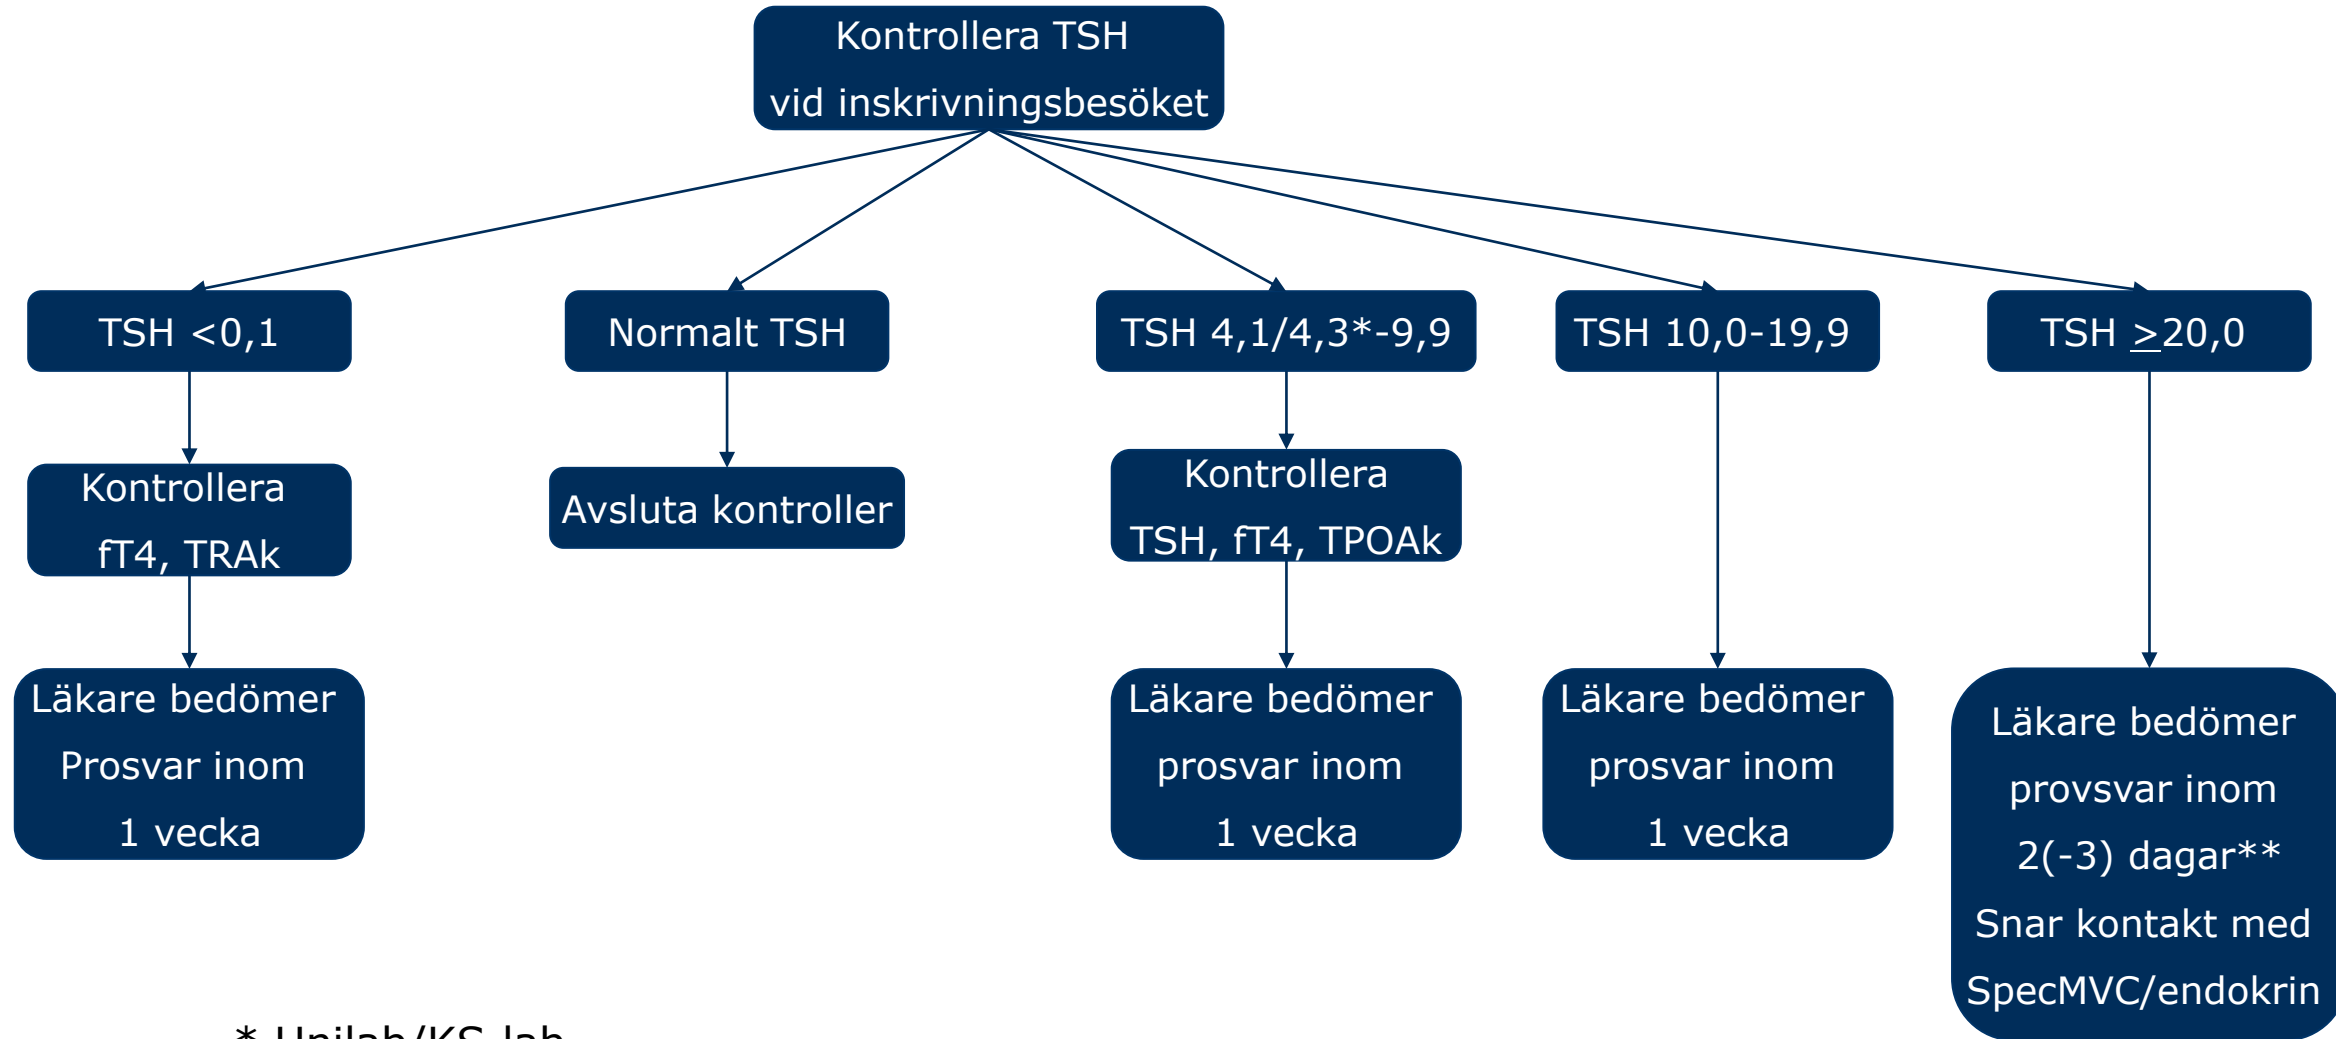 Kontrollera TSH
vid inskrivningsbesöket
TSH <0,1
Normalt TSH
TSH 4,1/4,3*-9,9
TSH 10,0-19,9
TSH ≥20,0
Kontrollera
fT4, TRAk
Avsluta kontroller
Kontrollera
TSH, fT4, TPOAk
Läkare bedömer
Prosvar inom
1 vecka
Läkare bedömer
prosvar inom
1 vecka
Läkare bedömer
prosvar inom
1 vecka
Läkare bedömer
provsvar inom
2(-3) dagar**
Snar kontakt med
SpecMVC/endokrin
* Unilab/KS-lab